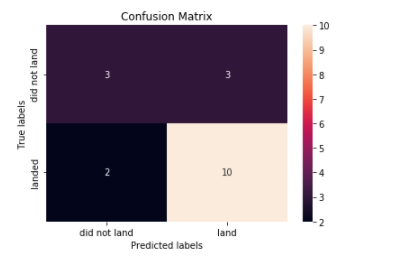 Confusion Matrix
True labels
did not land
landed
3 3
2 10
did not land land
Predicted labels
10
9
8
7
6
5
4
3
2